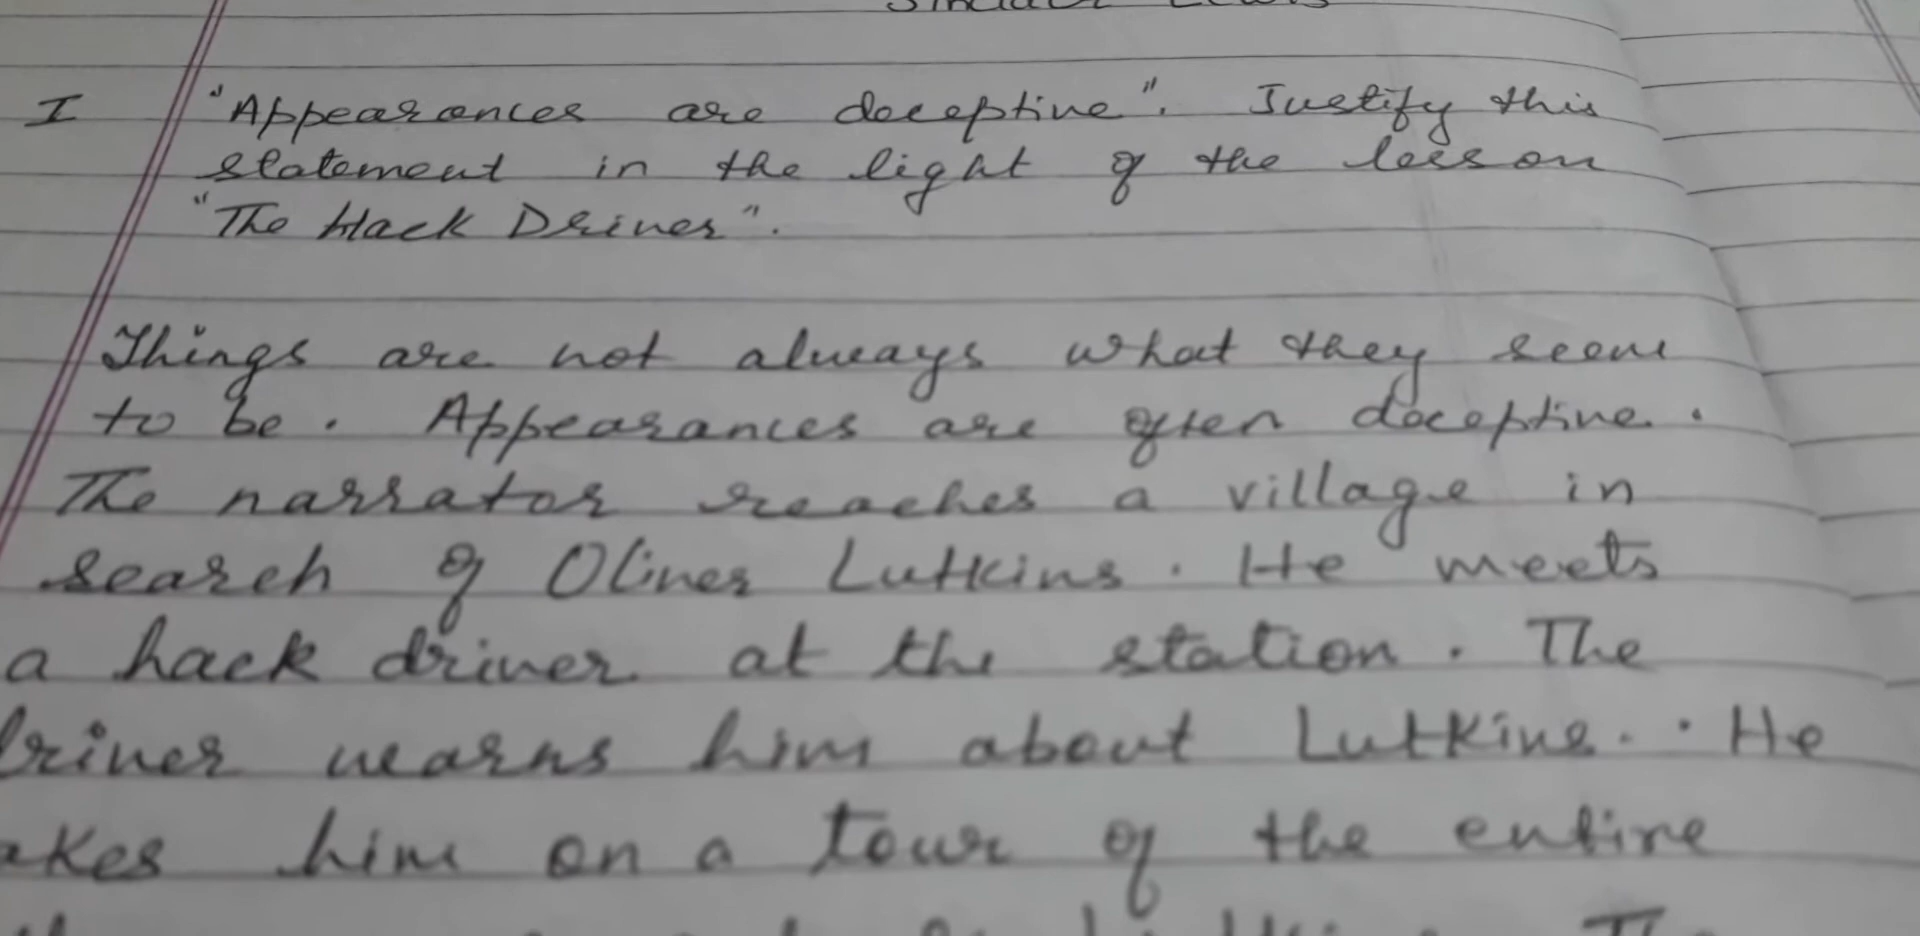 Sinclair Lewis
I "Appearances are deceptive". Justify this
statement in the light of the lesson
"The Hack Driver".
Things are not always what they seem
to be. Appearances are often deceptive.
The narrator reaches a village in
search of Oliver Lutkins. He meets
a hack driver at the station. The
driver warns him about Lutkins. He
akes him on a tour of the entire